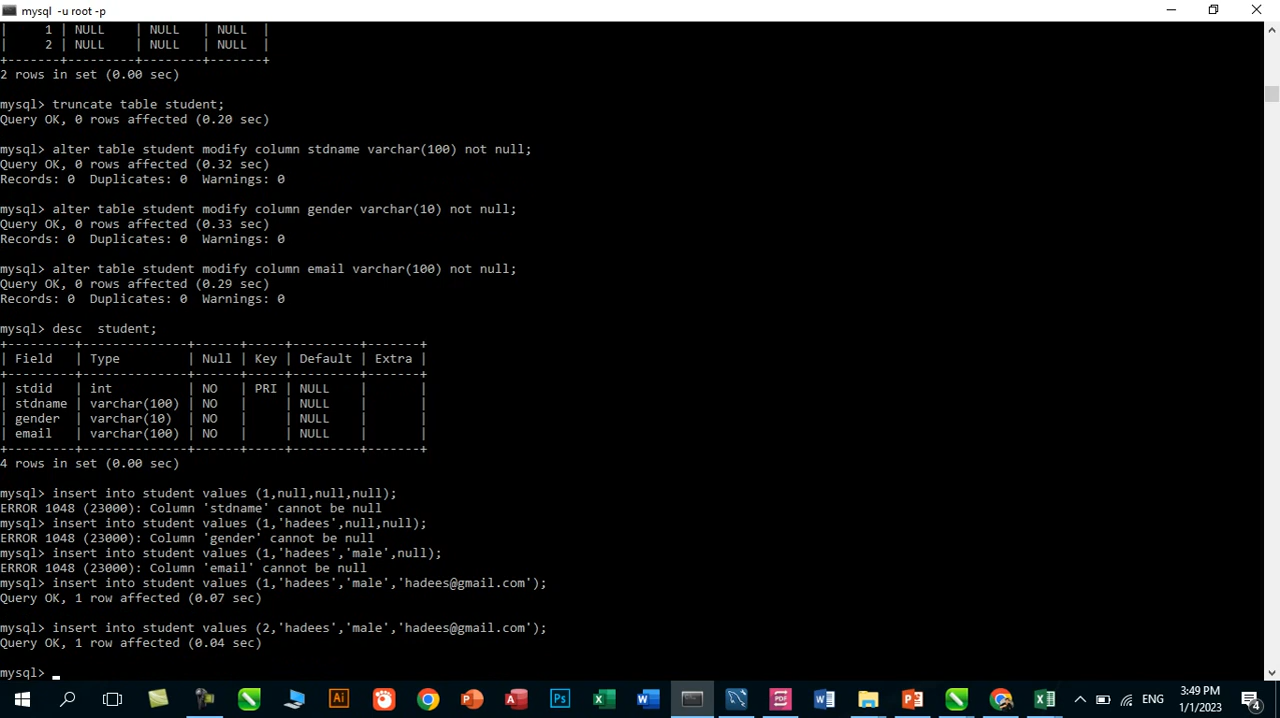 mysql -u root -p
|     1 | NULL    | NULL   | NULL  |
|     2 | NULL    | NULL   | NULL  |
+-------+---------+--------+-------+
2 rows in set (0.00 sec)
mysql> truncate table student;
Query OK, 0 rows affected (0.20 sec)
mysql> alter table student modify column stdname varchar(100) not null;
Query OK, 0 rows affected (0.32 sec)
Records: 0  Duplicates: 0  Warnings: 0
mysql> alter table student modify column gender varchar(10) not null;
Query OK, 0 rows affected (0.33 sec)
Records: 0  Duplicates: 0  Warnings: 0
mysql> alter table student modify column email varchar(100) not null;
Query OK, 0 rows affected (0.29 sec)
Records: 0  Duplicates: 0  Warnings: 0
mysql> desc  student;
+---------+--------------+------+-----+---------+-------+
| Field   | Type         | Null | Key | Default | Extra |
+---------+--------------+------+-----+---------+-------+
| stdid   | int          | NO   | PRI | NULL    |       |
| stdname | varchar(100) | NO   |     | NULL    |       |
| gender  | varchar(10)  | NO   |     | NULL    |       |
| email   | varchar(100) | NO   |     | NULL    |       |
+---------+--------------+------+-----+---------+-------+
4 rows in set (0.00 sec)
mysql> insert into student values (1,null,null,null);
ERROR 1048 (23000): Column 'stdname' cannot be null
mysql> insert into student values (1,'hadees',null,null);
ERROR 1048 (23000): Column 'gender' cannot be null
mysql> insert into student values (1,'hadees','male',null);
ERROR 1048 (23000): Column 'email' cannot be null
mysql> insert into student values (1,'hadees','male','hadees@gmail.com');
Query OK, 1 row affected (0.07 sec)
mysql> insert into student values (2,'hadees','male','hadees@gmail.com');
Query OK, 1 row affected (0.04 sec)
mysql>
Ai
P
A
Ps
X
W
PDF
W
P
X
ENG
3:49 PM
1/1/2023
4